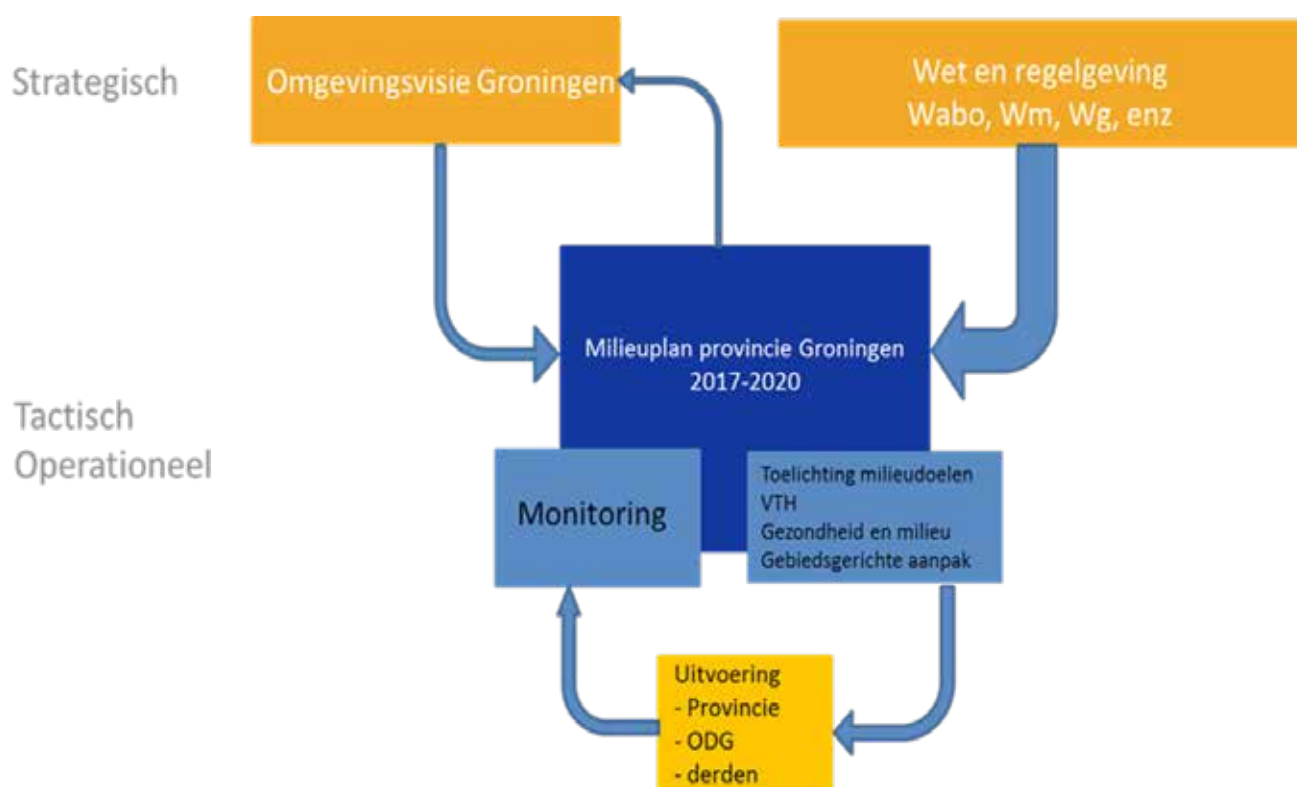 Strategisch
Omgevingsvisie Groningen
Wet en regelgeving
Wabo, Wm, Wg, enz
Milieuplan provincie Groningen
2017-2020
Tactisch
Operationeel
Monitoring
Toelichting milieudoelen
VTH
Gezondheid en milieu
Gebiedsgerichte aanpak
Uitvoering
- Provincie
- ODG
- derden